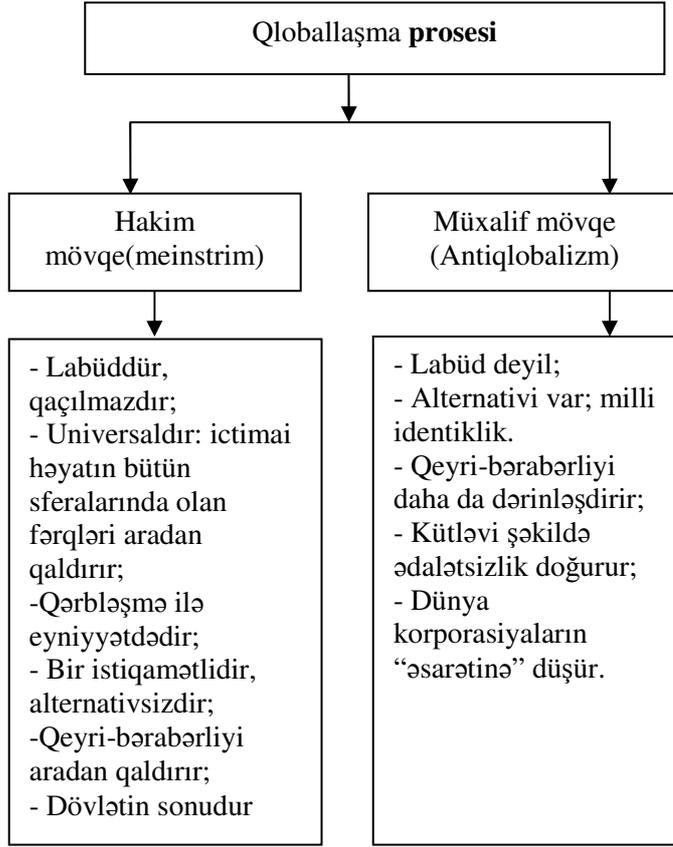 Qloballaşma prosesi
Hakim
mövqe(meinstrim)
Müxalif mövqe
(Antiqlobalizm)
- Labüddür,
qaçılmazdır;
- Universaldır: ictimai
həyatın bütün
sferalarında olan
fərqləri aradan
qaldırır;
-Qərbləşmə ilə
eyniyyətdədir;
- Bir istiqamətlidir,
alternativsizdir;
-Qeyri-bərabərliyi
aradan qaldırır;
- Dövlətin sonudur
- Labüd deyil;
- Alternativi var; milli
identiklik.
- Qeyri-bərabərliyi
daha da dərinləşdirir;
- Kütləvi şəkildə
ədalətsizlik doğurur;
- Dünya
korporasiyaların
“əsarətinə” düşür.